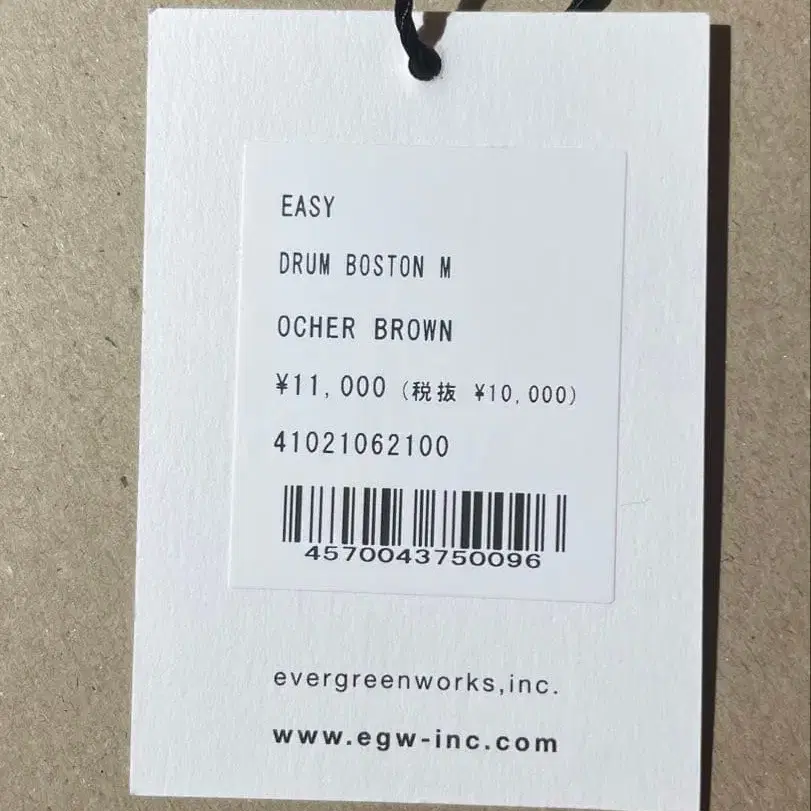 EASY
DRUM BOSTON M
OCHER BROWN
¥11,000 (税抜 ¥10,000)
41021062100
4570043750096
evergreenworks,inc.
www.egw-inc.com